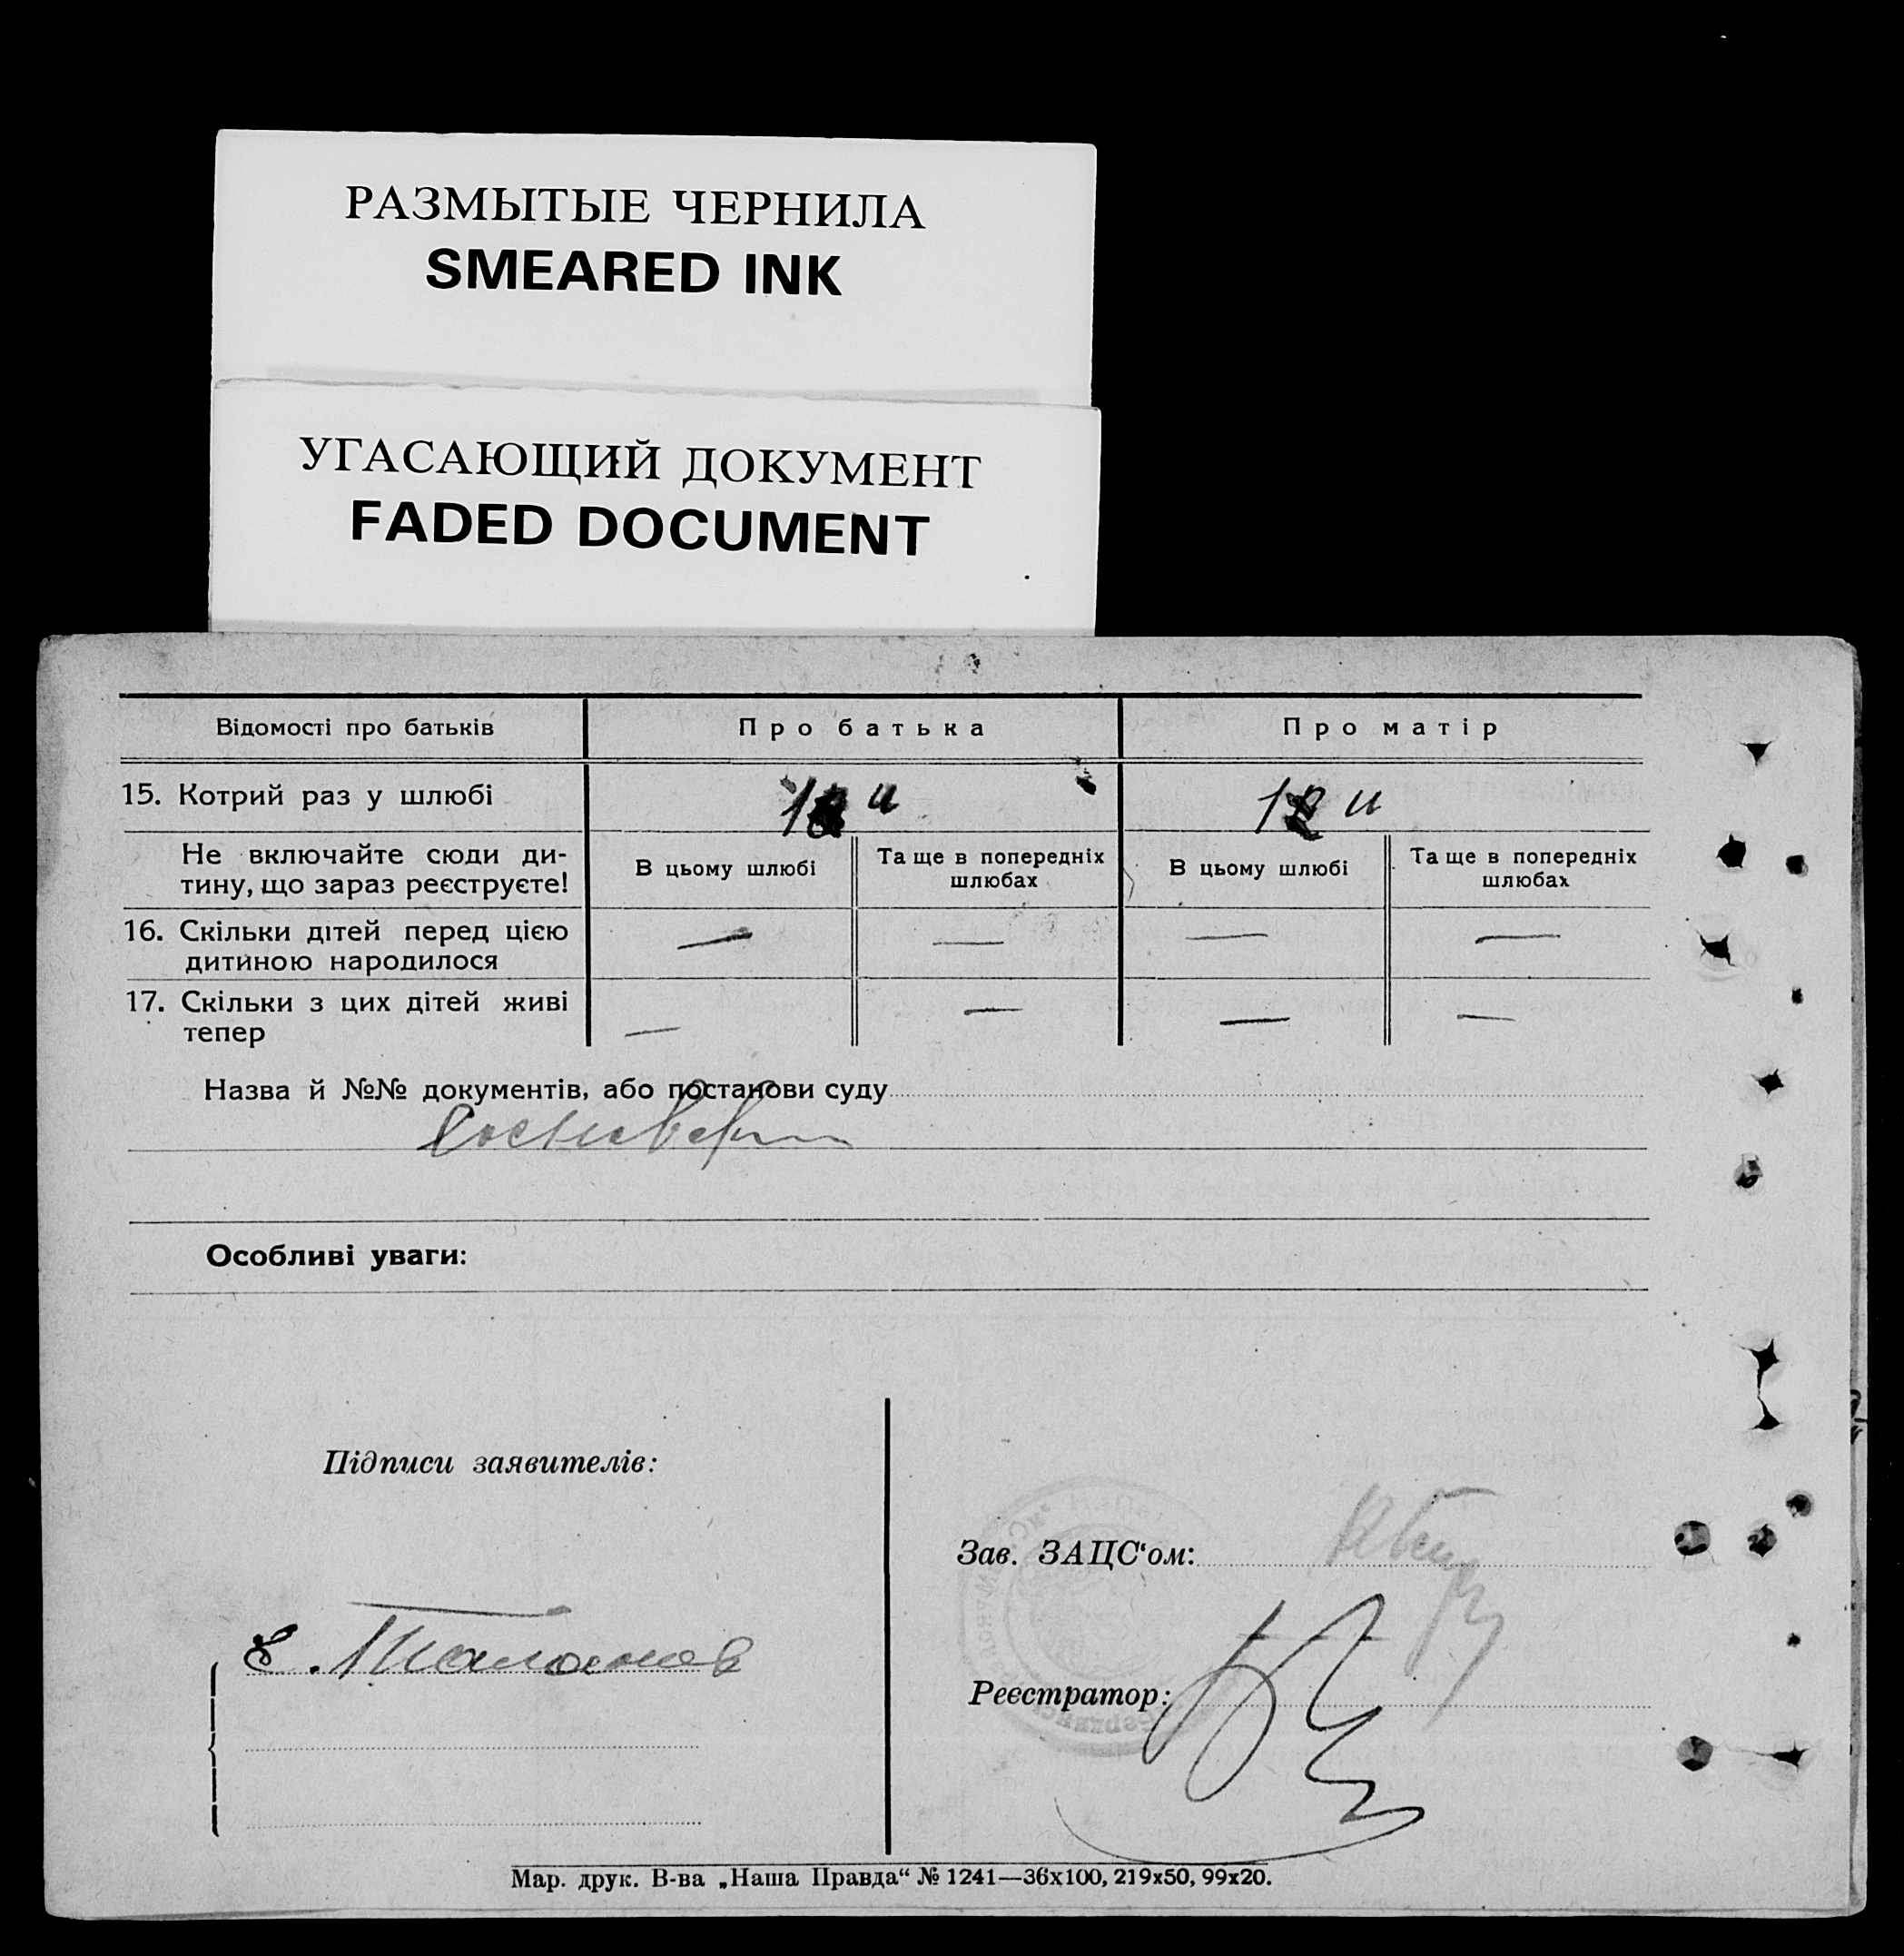 РАЗМЫТЫЕ ЧЕРНИЛА
SMEARED INK
УГАСАЮЩИЙ ДОКУМЕНТ
FADED DOCUMENT
Відомості про батьків
Про батька
Про матір
15. Котрий раз у шлюбі
Не включайте сюди ди-
тину, що зараз реєструєте!
В цьому шлюбі
Та ще в попередніх
шлюбах
В цьому шлюбі
Та ще в попередніх
шлюбах
16. Скільки дітей перед цією
дитиною народилося
— — — —
17. Скільки з цих дітей живі
тепер
— — — —
Назва й №№ документів, або постанови суду
Особливі уваги:
Підписи заявителів:
Зав. ЗАЦС‘ом:
Реєстратор:
Мар. друк. В-ва „Наша Правда“ № 1241—36х100, 219х50, 99х20.